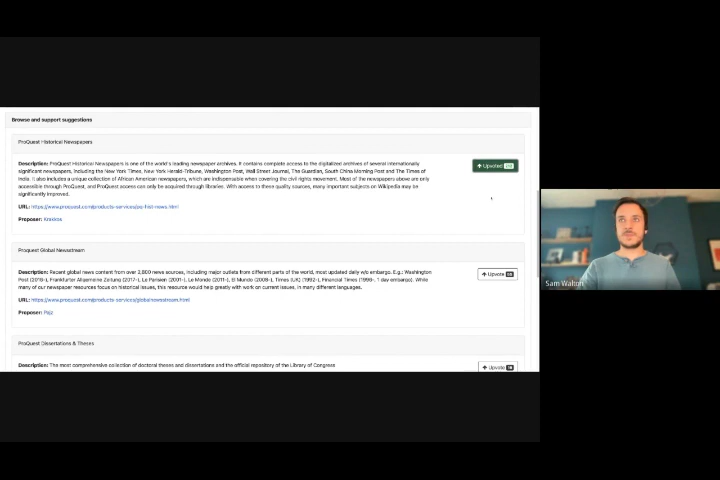 Browse and support suggestions
ProQuest Historical Newspapers
Description: ProQuest Historical Newspapers is one of the world's leading newspaper archives. It contains complete access to the digitalized archives of several internationally
significant newspapers, including the New York Times, New York Herald-Tribune, Washington Post, Wall Street Journal, The Guardian, South China Morning Post and The Times of
India. It also includes a unique collection of African American newspapers, which are indispensable when covering the civil rights movement. Most of the newspapers above are only
accessible through ProQuest, and ProQuest access can only be acquired through libraries. With access to these quality sources, many important subjects on Wikipedia may be
significantly improved.
Upvoted
URL: https://www.proquest.com/products-services/pq-hist-news.html
Proposer:
Proquest Global Newsstream
Description: Recent global news content from over 2,800 news sources, including major outlets from different parts of the world, most updated daily w/o embargo. E.g.: Washington
Post (2018-), Frankfurter Allgemeine Zeitung (2017-), Le Parisien (2001-), Le Monde (2011-), El Mundo (2009-), Times (UK) (1992-), Financial Times (1996-, 1 day embargo). While
many of our newspaper resources focus on historical issues, this resource would help greatly with work on current issues, in many different languages.
Upvote
URL: https://www.proquest.com/products-services/globalnewsstream.html
Proposer: Pajz
ProQuest Dissertations & Theses
Description: The most comprehensive collection of doctoral theses and dissertations and the official repository of the Library of Congress
Upvote
Sam Walton